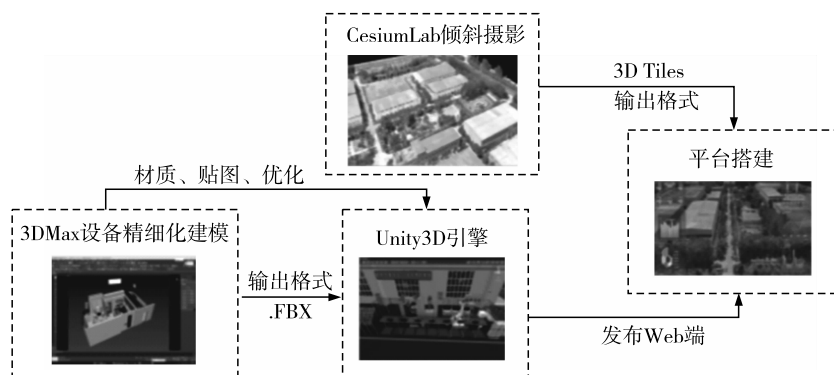 CesiumLab倾斜摄影
3D Tiles
输出格式
平台搭建
材质、贴图、优化
3DMax设备精细化建模
Unity3D引擎
输出格式
.FBX
发布Web端